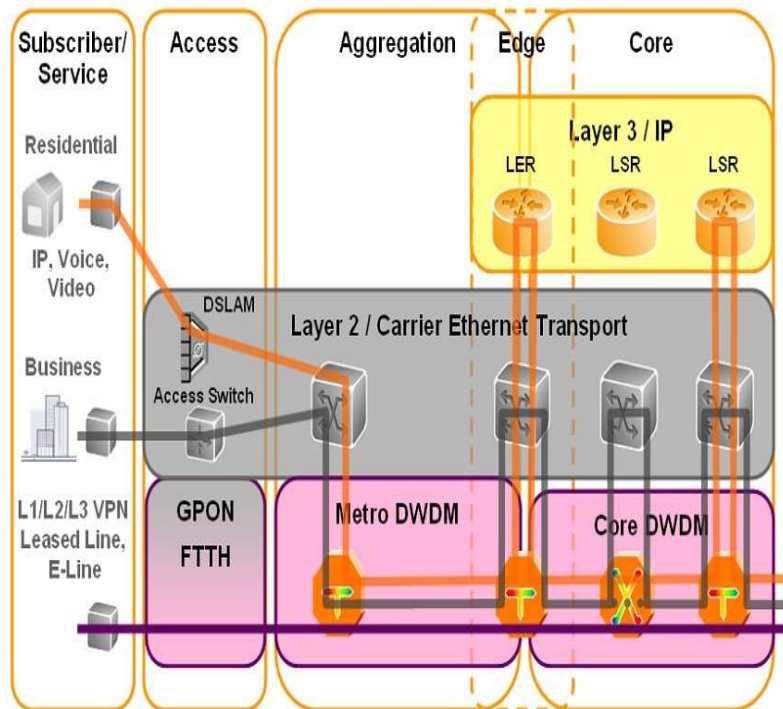 Subscriber/
Service
Access
Aggregation
Edge
Core
Residential
IP, Voice,
Video
Business
L1/L2/L3 VPN
Leased Line,
E-Line
Layer 3 / IP
LER
LSR
LSR
DSLAM
Layer 2 / Carrier Ethernet Transport
Access Switch
GPON
FTTH
Metro DWDM
Core DWDM